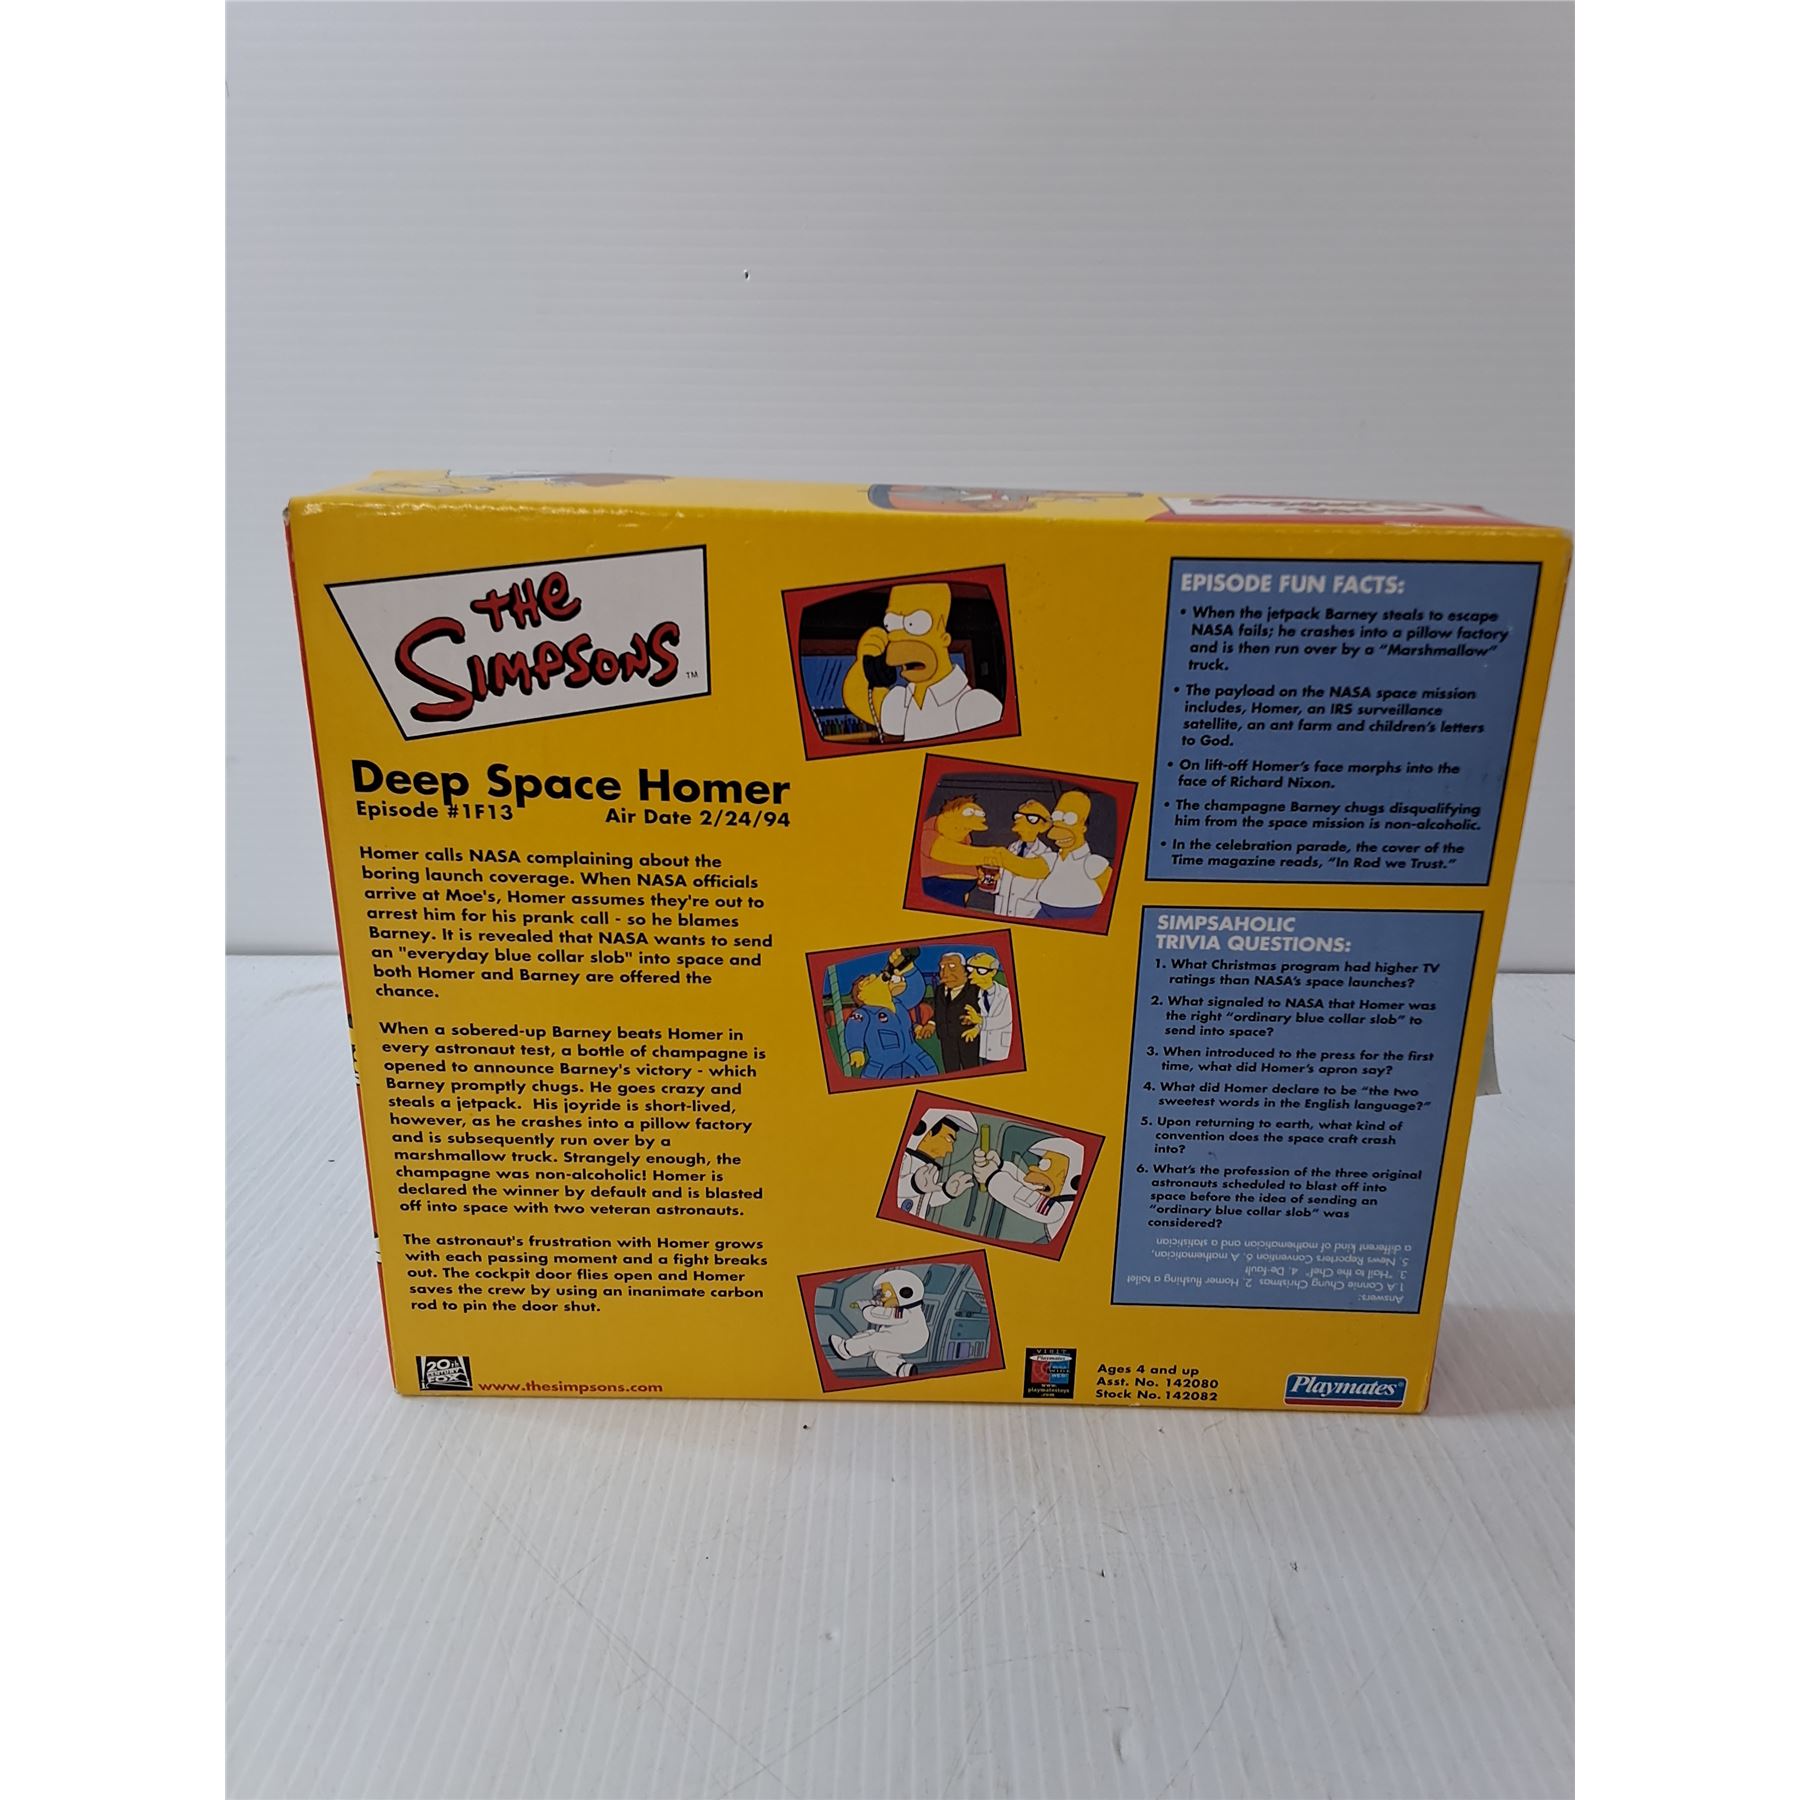 THE
SIMPSONS
TM
Deep Space Homer
Episode #1F13
Air Date 2/24/94
Homer calls NASA complaining about the
boring launch coverage. When NASA officials
arrive at Moe's, Homer assumes they're out to
arrest him for his prank call - so he blames
Barney. It is revealed that NASA wants to send
an "everyday blue collar slob" into space and
both Homer and Barney are offered the
chance.
When a sobered-up Barney beats Homer in
every astronaut test, a bottle of champagne is
opened to announce Barney's victory - which
Barney promptly chugs. He goes crazy and
steals a jetpack. His joyride is short-lived,
however, as he crashes into a pillow factory
and is subsequently run over by a
marshmallow truck. Strangely enough, the
champagne was non-alcoholic! Homer is
declared the winner by default and is blasted
off into space with two veteran astronauts.
The astronaut's frustration with Homer grows
with each passing moment and a fight breaks
out. The cockpit door flies open and Homer
saves the crew by using an inanimate carbon
rod to pin the door shut.
20th
CENTURY
FOX
www.thesimpsons.com
EPISODE FUN FACTS:
• When the jetpack Barney steals to escape
NASA fails; he crashes into a pillow factory
and is then run over by a "Marshmallow"
truck.
• The payload on the NASA space mission
includes, Homer, an IRS surveillance
satellite, an ant farm and children's letters
to God.
• On lift-off Homer's face morphs into the
face of Richard Nixon.
• The champagne Barney chugs disqualifying
him from the space mission is non-alcoholic.
• In the celebration parade, the cover of the
Time magazine reads, "In Rod we Trust."
SIMPSAHOLIC
TRIVIA QUESTIONS:
1. What Christmas program had higher TV
ratings than NASA's space launches?
2. What signaled to NASA that Homer was
the right "ordinary blue collar slob" to
send into space?
3. When introduced to the press for the first
time, what did Homer's apron say?
4. What did Homer declare to be "the two
sweetest words in the English language?"
5. Upon returning to earth, what kind of
convention does the space craft crash
into?
6. What's the profession of the three original
astronauts scheduled to blast off into
space before the idea of sending an
"ordinary blue collar slob" was
considered?
Answers:
1.A Connie Chung Christmas 2. Homer flushing a toilet
3. "Hail to the Chef" 4. De-fault
5. News Reporters Convention 6. A mathematician,
a different kind of mathematician and a statistician
VISIT
Playmates
www.
playmatestoys
.com
Ages 4 and up
Asst. No. 142080
Stock No. 142082
Playmates®